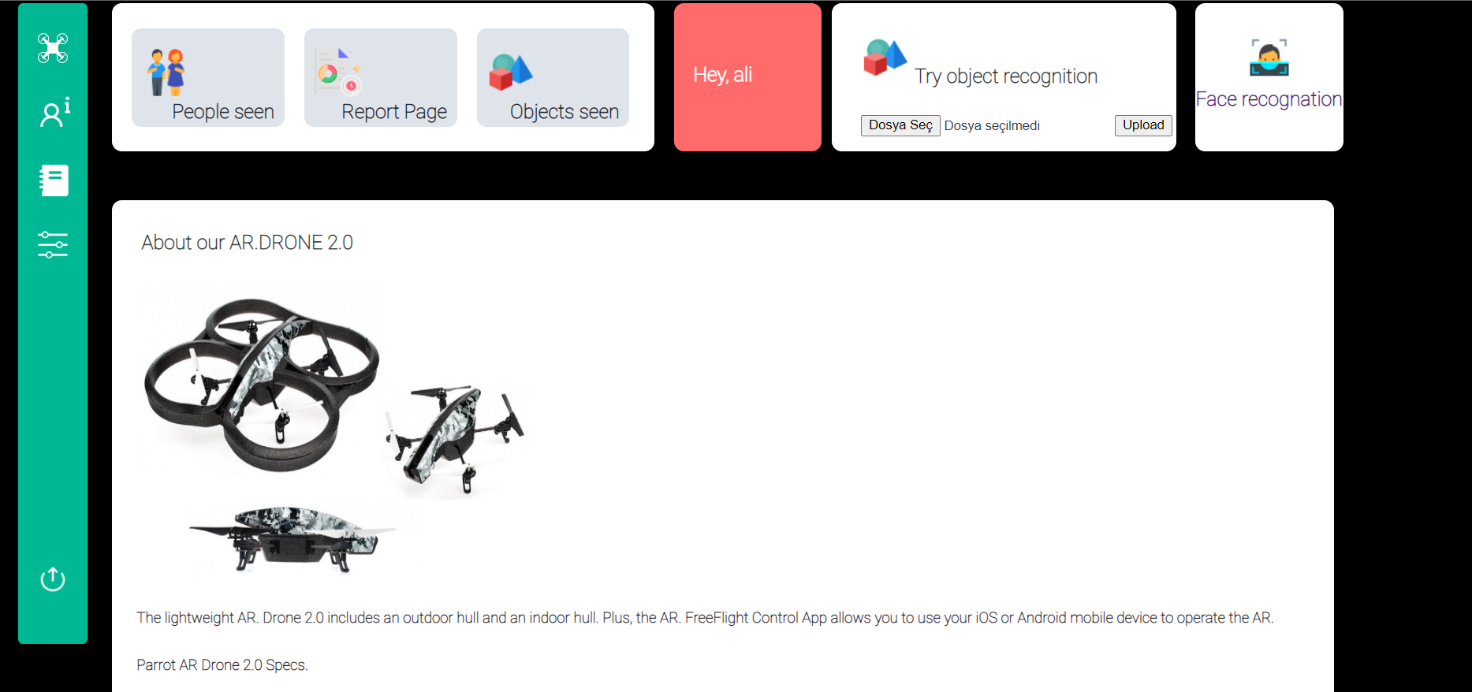 People seen
Report Page
Objects seen
Hey, ali
Try object recognition
Dosya Seç Dosya seçilmedi
Upload
Face recognation
About our AR.DRONE 2.0
The lightweight AR. Drone 2.0 includes an outdoor hull and an indoor hull. Plus, the AR. FreeFlight Control App allows you to use your iOS or Android mobile device to operate the AR.
Parrot AR Drone 2.0 Specs.